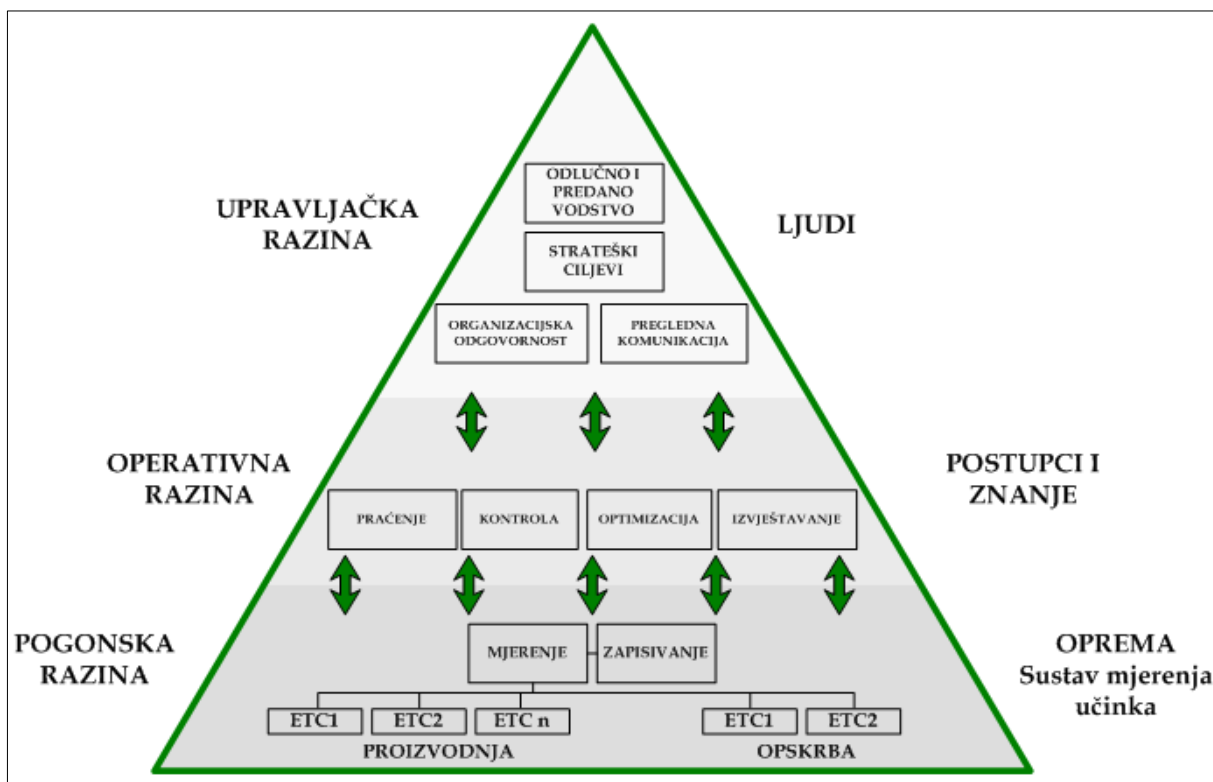 ODLUČNO I
PREDANO
VODSTVO
UPRAVLJAČKA
RAZINA
LJUDI
STRATEŠKI
CILJEVI
ORGANIZACIJSKA
ODGOVORNOST
PREGLEDNA
KOMUNIKACIJA
OPERATIVNA
RAZINA
POSTUPCI I
ZNANJE
PRAĆENJE
KONTROLA
OPTIMIZACIJA
IZVJEŠTAVANJE
POGONSKA
RAZINA
MJERENJE
ZAPISIVANJE
OPREMA
Sustav mjerenja
učinka
ETC1
ETC2
ETC n
ETC1
ETC2
PROIZVODNJA
OPSKRBA